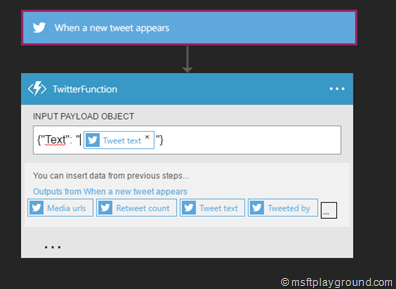 When a new tweet appears
TwitterFunction ...
INPUT PAYLOAD OBJECT
{"Text": " Tweet text × "}
You can insert data from previous steps...
Outputs from When a new tweet appears
Media urls Retweet count Tweet text Tweeted by ...
...
© msftplayground.com